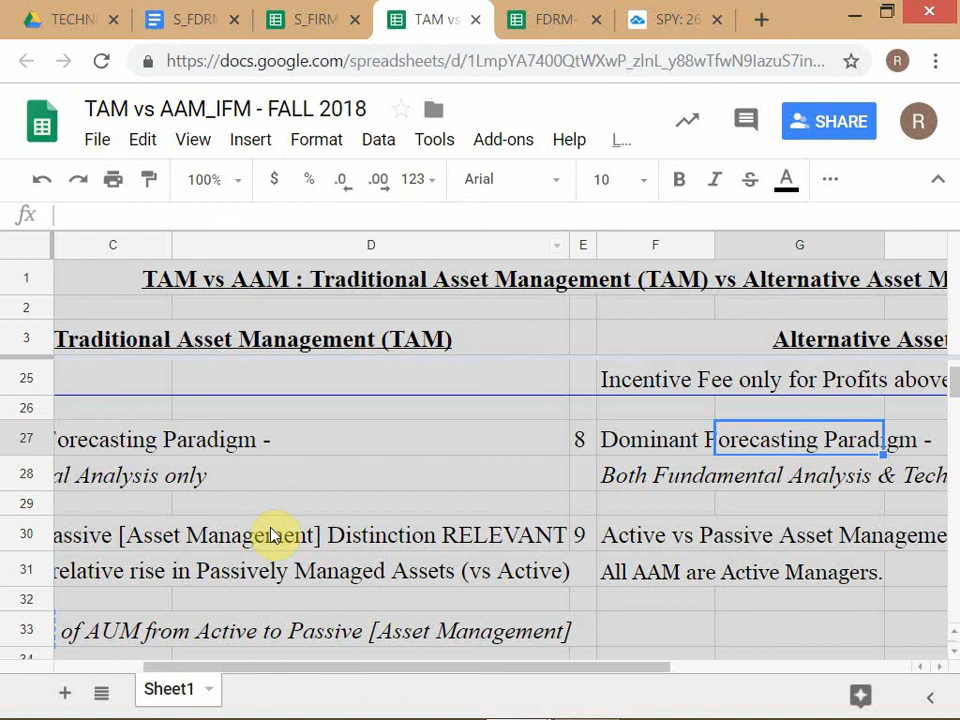 TECHNI
S_FDRM
S_FIRM
TAM vs
FDRM-
SPY: 26
https://docs.google.com/spreadsheets/d/1LmpYA7400QtWXwP_zlnL_y88wTfwN9IazuS7in...
R
TAM vs AAM_IFM - FALL 2018
SHARE
R
File Edit View Insert Format Data Tools Add-ons Help L...
100% $ % .0 .00 123 Arial 10 B I S A
fx
C D E F G
1 TAM vs AAM : Traditional Asset Management (TAM) vs Alternative Asset M
2
3 Traditional Asset Management (TAM) Alternative Asse
25 Incentive Fee only for Profits above
26
27 orecasting Paradigm - 8 Dominant Forecasting Paradigm -
28 al Analysis only Both Fundamental Analysis & Tech
29
30 assive [Asset Management] Distinction RELEVANT 9 Active vs Passive Asset Manageme
31 relative rise in Passively Managed Assets (vs Active) All AAM are Active Managers.
32
33 of AUM from Active to Passive [Asset Management]
34
Sheet1